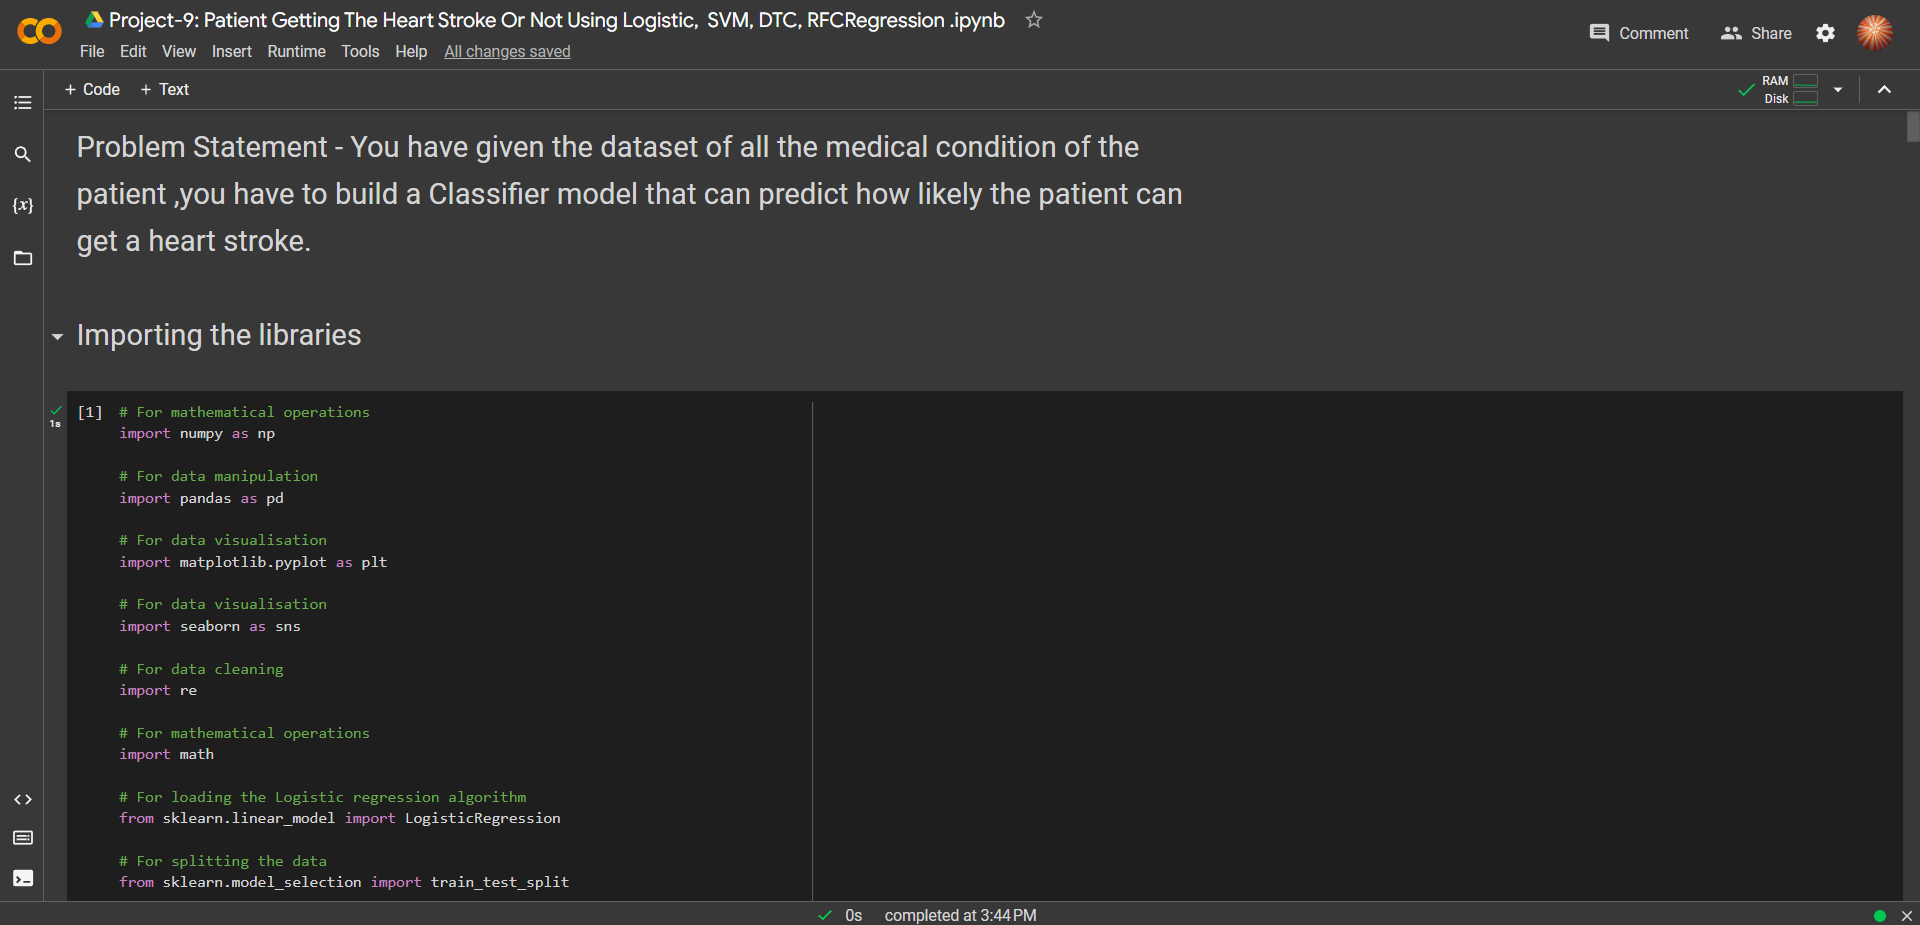 Project-9: Patient Getting The Heart Stroke Or Not Using Logistic, SVM, DTC, RFCRegression .ipynb
File Edit View Insert Runtime Tools Help All changes saved
Comment Share
+ Code + Text
RAM
Disk
Problem Statement - You have given the dataset of all the medical condition of the
patient ,you have to build a Classifier model that can predict how likely the patient can
get a heart stroke.
Importing the libraries
[1] # For mathematical operations
1s
import numpy as np
# For data manipulation
import pandas as pd
# For data visualisation
import matplotlib.pyplot as plt
# For data visualisation
import seaborn as sns
# For data cleaning
import re
# For mathematical operations
import math
# For loading the Logistic regression algorithm
from sklearn.linear_model import LogisticRegression
# For splitting the data
from sklearn.model_selection import train_test_split
0s completed at 3:44 PM